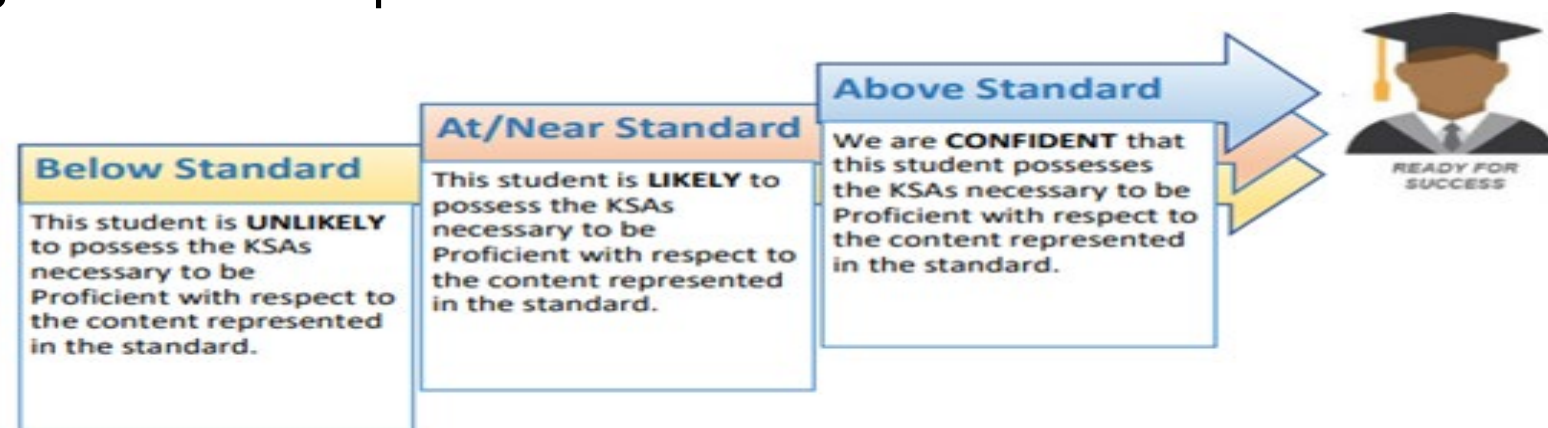 Below Standard
This student is UNLIKELY
to possess the KSAs
necessary to be
Proficient with respect to
the content represented
in the standard.
At/Near Standard
This student is LIKELY to
possess the KSAs
necessary to be
Proficient with respect to
the content represented
in the standard.
Above Standard
We are CONFIDENT that
this student possesses
the KSAs necessary to be
Proficient with respect to
the content represented
in the standard.
READY FOR
SUCCESS